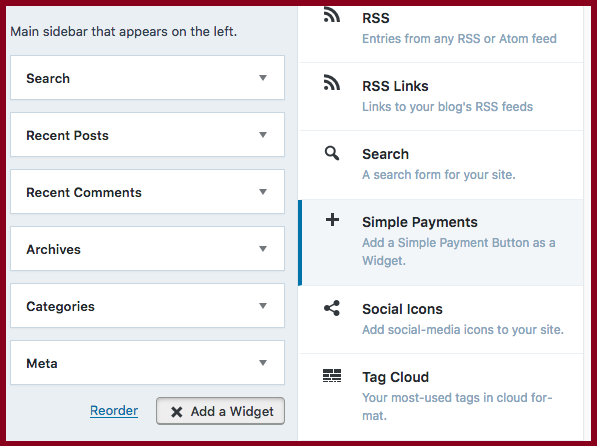 Main sidebar that appears on the left.
Search
Recent Posts
Recent Comments
Archives
Categories
Meta
Reorder
Add a Widget
RSS
Entries from any RSS or Atom feed
RSS Links
Links to your blog's RSS feeds
Search
A search form for your site.
Simple Payments
Add a Simple Payment Button as a
Widget.
Social Icons
Add social-media icons to your site.
Tag Cloud
Your most-used tags in cloud for-
mat.